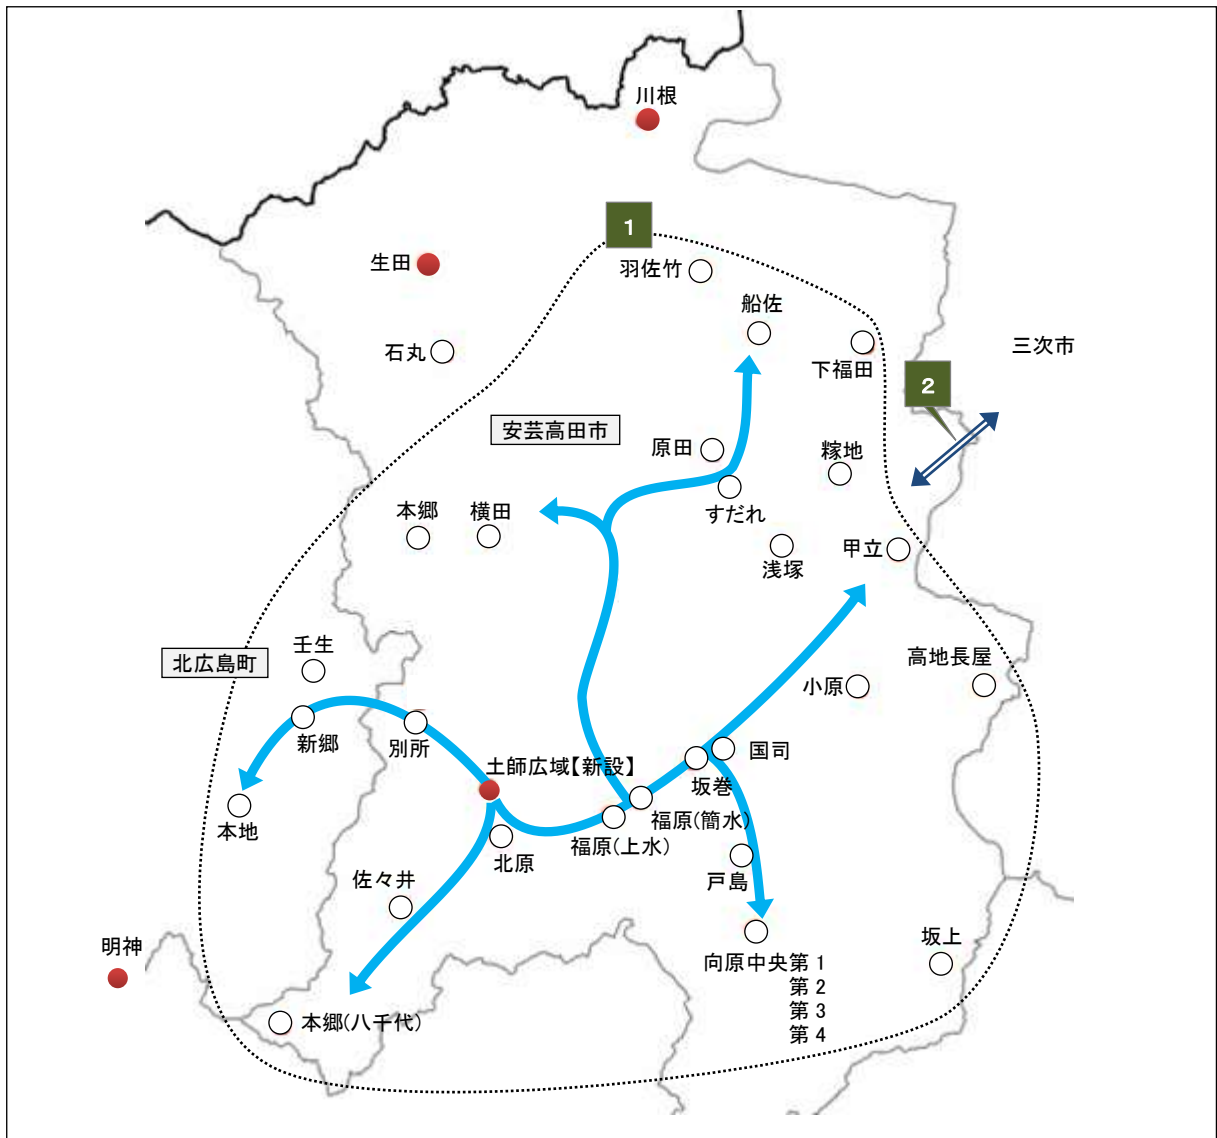 川根
1
生田
羽佐竹
船佐
石丸
下福田
三次市
2
安芸高田市
原田
粰地
すだれ
本郷
横田
浅塚
甲立
壬生
北広島町
高地長屋
小原
新郷
別所
国司
土師広域【新設】
坂巻
本地
福原(簡水)
福原(上水)
北原
戸島
佐々井
明神
坂上
向原中央第1
第2
第3
第4
本郷(八千代)